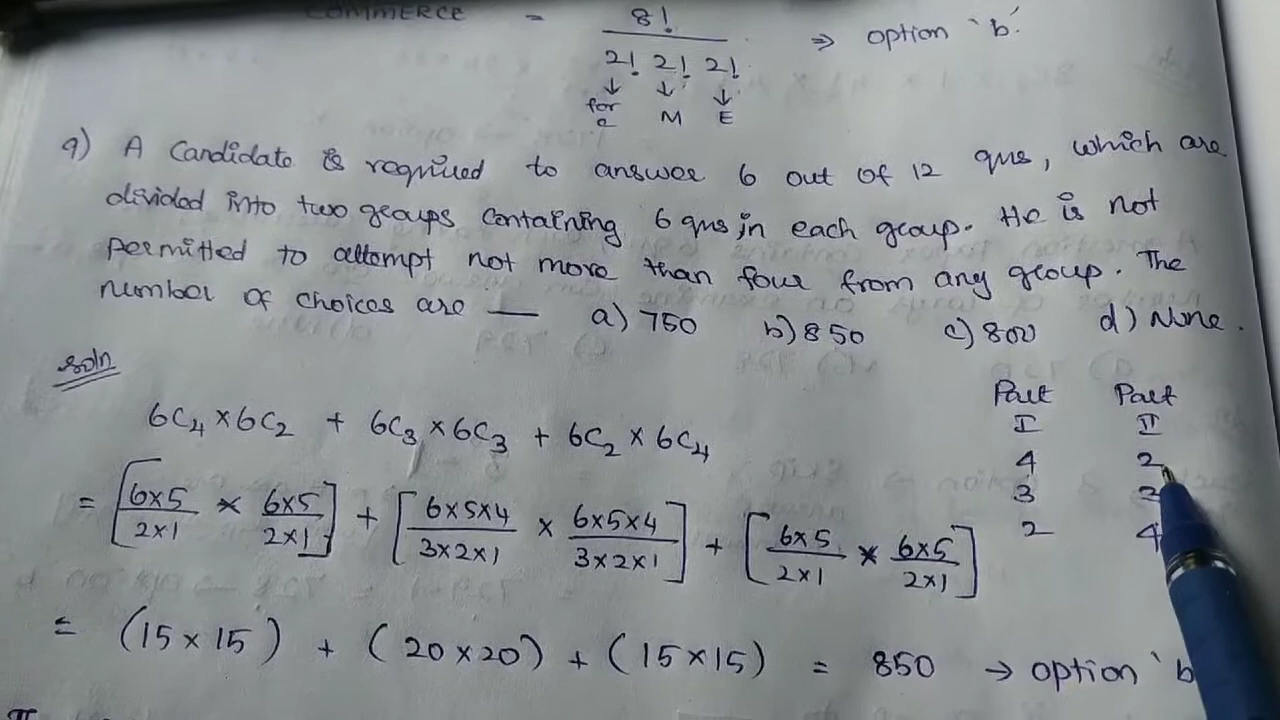 COMMERCE = 8! / 2! 2! 2! ⇒ option 'b'
↓ ↓ ↓
for M E
9) A Candidate is required to answer 6 out of 12 qns, which are
divided into two groups containing 6 qns in each group. He is not
permitted to attempt not more than four from any group. The
number of choices are — a) 750 b) 850 c) 800 d) None.
Soln
Part Part
I II
4 2
3
2 4
6C₄ × 6C₂ + 6C₃ × 6C₃ + 6C₂ × 6C₄
= [6×5 / 2×1 × 6×5 / 2×1] + [6×5×4 / 3×2×1 × 6×5×4 / 3×2×1] + [6×5 / 2×1 × 6×5 / 2×1]
= (15×15) + (20×20) + (15×15) = 850 → option 'b